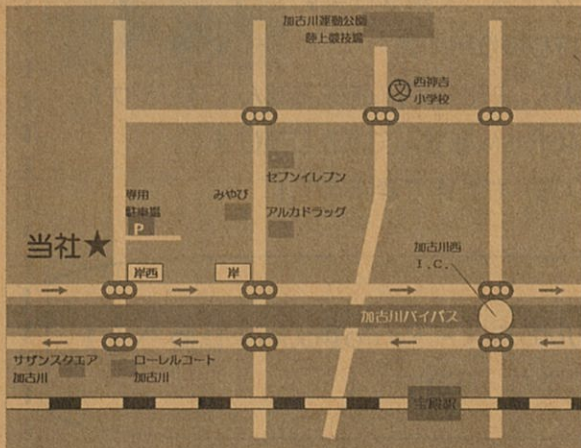 加古川運動公園
陸上競技場
西神吉
小学校
セブンイレブン
専用
駐車場
P
みやび
アルカドラッグ
当社★
岸西
岸
加古川西
I.C.
加古川バイパス
サザンスクエア
加古川
ローレルコート
加古川
宝殿駅